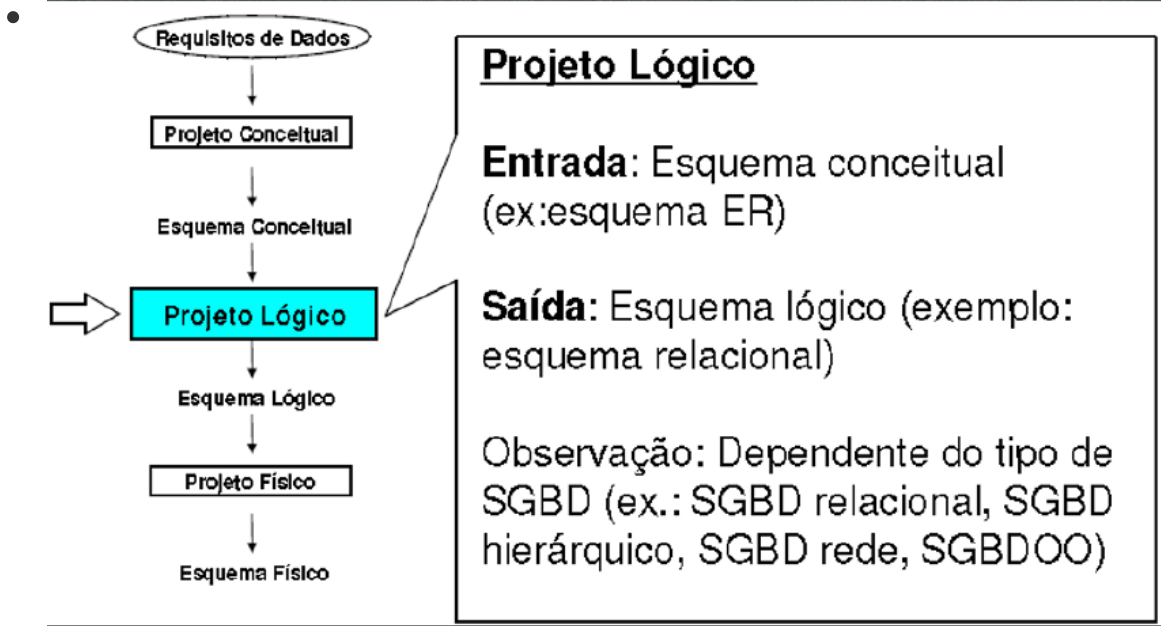 Requisitos de Dados
Projeto Conceitual
Esquema Conceitual
Projeto Lógico
Esquema Lógico
Projeto Físico
Esquema Físico
Projeto Lógico
Entrada: Esquema conceitual
(ex:esquema ER)
Saída: Esquema lógico (exemplo:
esquema relacional)
Observação: Dependente do tipo de
SGBD (ex.: SGBD relacional, SGBD
hierárquico, SGBD rede, SGBDOO)